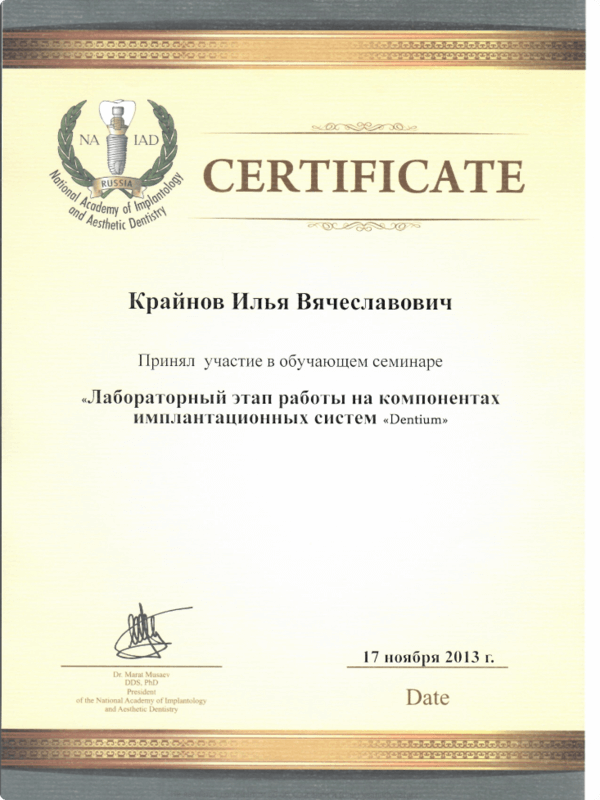 NA IAD
RUSSIA
National Academy of Implantology
and Aesthetic Dentistry
CERTIFICATE
Крайнов Илья Вячеславович
Принял участие в обучающем семинаре
«Лабораторный этап работы на компонентах
имплантационных систем «Dentium»
17 ноября 2013 г.
Dr. Marat Musaev
DDS, PhD
President
of the National Academy of Implantology
and Aesthetic Dentistry
Date